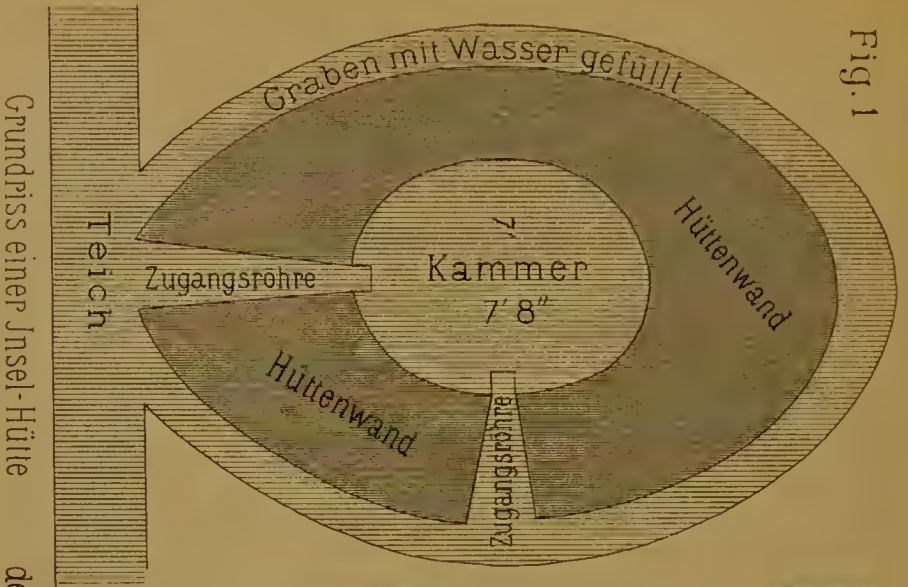 Fig. 1
Graben mit Wasser gefüllt
Hüttenwand
7'
Kammer
7' 8"
Zugangsröhre
Teich
Hüttenwand
Zugangsröhre
Grundriss einer Jnsel-Hütte de